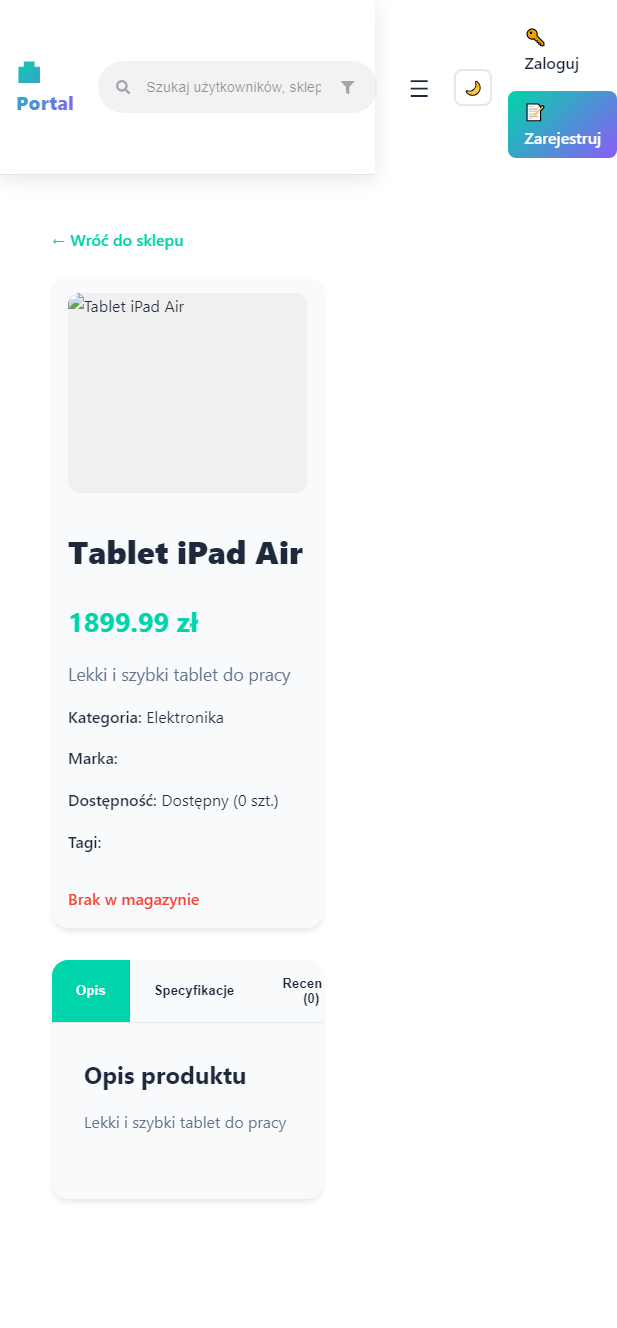 Portal
Szukaj użytkowników, sklep
Zaloguj
Zarejestruj
← Wróć do sklepu
Tablet iPad Air
Tablet iPad Air
1899.99 zł
Lekki i szybki tablet do pracy
Kategoria: Elektronika
Marka:
Dostępność: Dostępny (0 szt.)
Tagi:
Brak w magazynie
Opis
Specyfikacje
Recen
(0)
Opis produktu
Lekki i szybki tablet do pracy